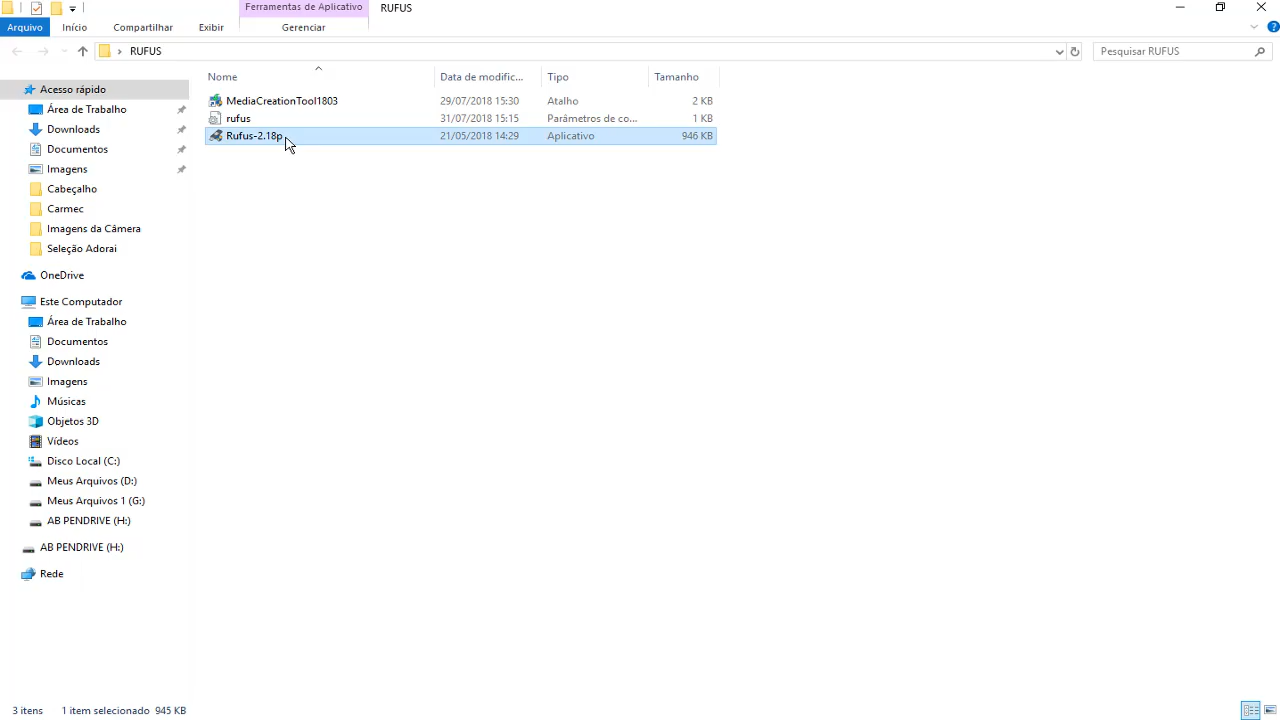 Ferramentas de Aplicativo RUFUS
Arquivo Início Compartilhar Exibir Gerenciar
RUFUS Pesquisar RUFUS
Nome Data de modific... Tipo Tamanho
MediaCreationTool1803 29/07/2018 15:30 Atalho 2 KB
rufus 31/07/2018 15:15 Parâmetros de co... 1 KB
Rufus-2.18p 21/05/2018 14:29 Aplicativo 946 KB
Acesso rápido
Área de Trabalho
Downloads
Documentos
Imagens
Cabeçalho
Carmec
Imagens da Câmera
Seleção Adorai
OneDrive
Este Computador
Área de Trabalho
Documentos
Downloads
Imagens
Músicas
Objetos 3D
Vídeos
Disco Local (C:)
Meus Arquivos (D:)
Meus Arquivos 1 (G:)
AB PENDRIVE (H:)
AB PENDRIVE (H:)
Rede
3 itens 1 item selecionado 945 KB